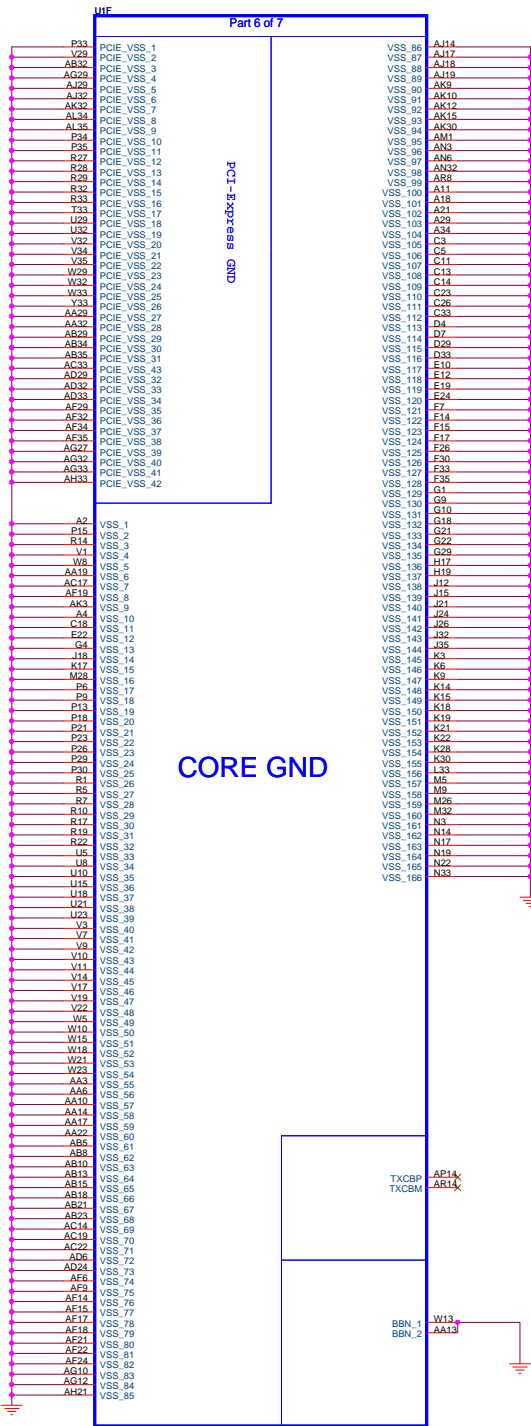 U1F
Part 6 of 7
P33 PCIE_VSS_1
V29 PCIE_VSS_2
AB32 PCIE_VSS_3
AG29 PCIE_VSS_4
AJ29 PCIE_VSS_5
AJ32 PCIE_VSS_6
AK32 PCIE_VSS_7
AL34 PCIE_VSS_8
AL35 PCIE_VSS_9
P34 PCIE_VSS_10
P35 PCIE_VSS_11
R27 PCIE_VSS_12
R28 PCIE_VSS_13
R29 PCIE_VSS_14
R32 PCIE_VSS_15
R33 PCIE_VSS_16
T33 PCIE_VSS_17
U29 PCIE_VSS_18
U32 PCIE_VSS_19
V32 PCIE_VSS_20
V34 PCIE_VSS_21
V35 PCIE_VSS_22
W29 PCIE_VSS_23
W32 PCIE_VSS_24
W33 PCIE_VSS_25
Y33 PCIE_VSS_26
AA29 PCIE_VSS_27
AA32 PCIE_VSS_28
AB29 PCIE_VSS_29
AB34 PCIE_VSS_30
AB35 PCIE_VSS_31
AC33 PCIE_VSS_43
AD29 PCIE_VSS_32
AD32 PCIE_VSS_33
AD33 PCIE_VSS_34
AF29 PCIE_VSS_35
AF32 PCIE_VSS_36
AF34 PCIE_VSS_37
AF35 PCIE_VSS_38
AG27 PCIE_VSS_39
AG32 PCIE_VSS_40
AG33 PCIE_VSS_41
AH33 PCIE_VSS_42
PCI-Express GND
A2 VSS_1
P15 VSS_2
R14 VSS_3
V1 VSS_4
W8 VSS_5
AA19 VSS_6
AC17 VSS_7
AF19 VSS_8
AK3 VSS_9
A4 VSS_10
C18 VSS_11
E22 VSS_12
G4 VSS_13
J18 VSS_14
K17 VSS_15
M28 VSS_16
P6 VSS_17
P9 VSS_18
P13 VSS_19
P18 VSS_20
P21 VSS_21
P23 VSS_22
P26 VSS_23
P29 VSS_24
P30 VSS_25
R1 VSS_26
R5 VSS_27
R7 VSS_28
R10 VSS_29
R17 VSS_30
R19 VSS_31
R22 VSS_32
U5 VSS_33
U8 VSS_34
U10 VSS_35
U15 VSS_36
U18 VSS_37
U21 VSS_38
U23 VSS_39
V3 VSS_40
V7 VSS_41
V9 VSS_42
V10 VSS_43
V11 VSS_44
V14 VSS_45
V17 VSS_46
V19 VSS_47
V22 VSS_48
W5 VSS_49
W10 VSS_50
W15 VSS_51
W18 VSS_52
W21 VSS_53
W23 VSS_54
AA3 VSS_55
AA6 VSS_56
AA10 VSS_57
AA14 VSS_58
AA17 VSS_59
AA22 VSS_60
AB5 VSS_61
AB8 VSS_62
AB10 VSS_63
AB13 VSS_64
AB15 VSS_65
AB18 VSS_66
AB21 VSS_67
AB23 VSS_68
AC14 VSS_69
AC19 VSS_70
AC22 VSS_71
AD6 VSS_72
AD24 VSS_73
AF6 VSS_74
AF9 VSS_75
AF14 VSS_76
AF15 VSS_77
AF17 VSS_78
AF18 VSS_79
AF21 VSS_80
AF22 VSS_81
AF24 VSS_82
AG10 VSS_83
AG12 VSS_84
AH21 VSS_85
CORE GND
VSS_86 AJ14
VSS_87 AJ17
VSS_88 AJ18
VSS_89 AJ19
VSS_90 AK9
VSS_91 AK10
VSS_92 AK12
VSS_93 AK15
VSS_94 AK30
VSS_95 AM1
VSS_96 AN3
VSS_97 AN6
VSS_98 AN32
VSS_99 AR8
VSS_100 A11
VSS_101 A18
VSS_102 A21
VSS_103 A29
VSS_104 A34
VSS_105 C3
VSS_106 C5
VSS_107 C11
VSS_108 C13
VSS_109 C14
VSS_110 C23
VSS_111 C26
VSS_112 C33
VSS_113 D4
VSS_114 D7
VSS_115 D29
VSS_116 D33
VSS_117 E10
VSS_118 E12
VSS_119 E19
VSS_120 E24
VSS_121 F7
VSS_122 F14
VSS_123 F15
VSS_124 F17
VSS_125 F26
VSS_126 F30
VSS_127 F33
VSS_128 F35
VSS_129 G1
VSS_130 G9
VSS_131 G10
VSS_132 G18
VSS_133 G21
VSS_134 G22
VSS_135 G29
VSS_136 H17
VSS_137 H19
VSS_138 J12
VSS_139 J15
VSS_140 J21
VSS_141 J24
VSS_142 J26
VSS_143 J32
VSS_144 J35
VSS_145 K3
VSS_146 K6
VSS_147 K9
VSS_148 K14
VSS_149 K15
VSS_150 K18
VSS_151 K19
VSS_152 K21
VSS_153 K22
VSS_154 K28
VSS_155 K30
VSS_156 L33
VSS_157 M5
VSS_158 M9
VSS_159 M26
VSS_160 M32
VSS_161 N3
VSS_162 N14
VSS_163 N17
VSS_164 N19
VSS_165 N22
VSS_166 N33
TXCBP AP14
TXCBM AR14
BBN_1 W13
BBN_2 AA13